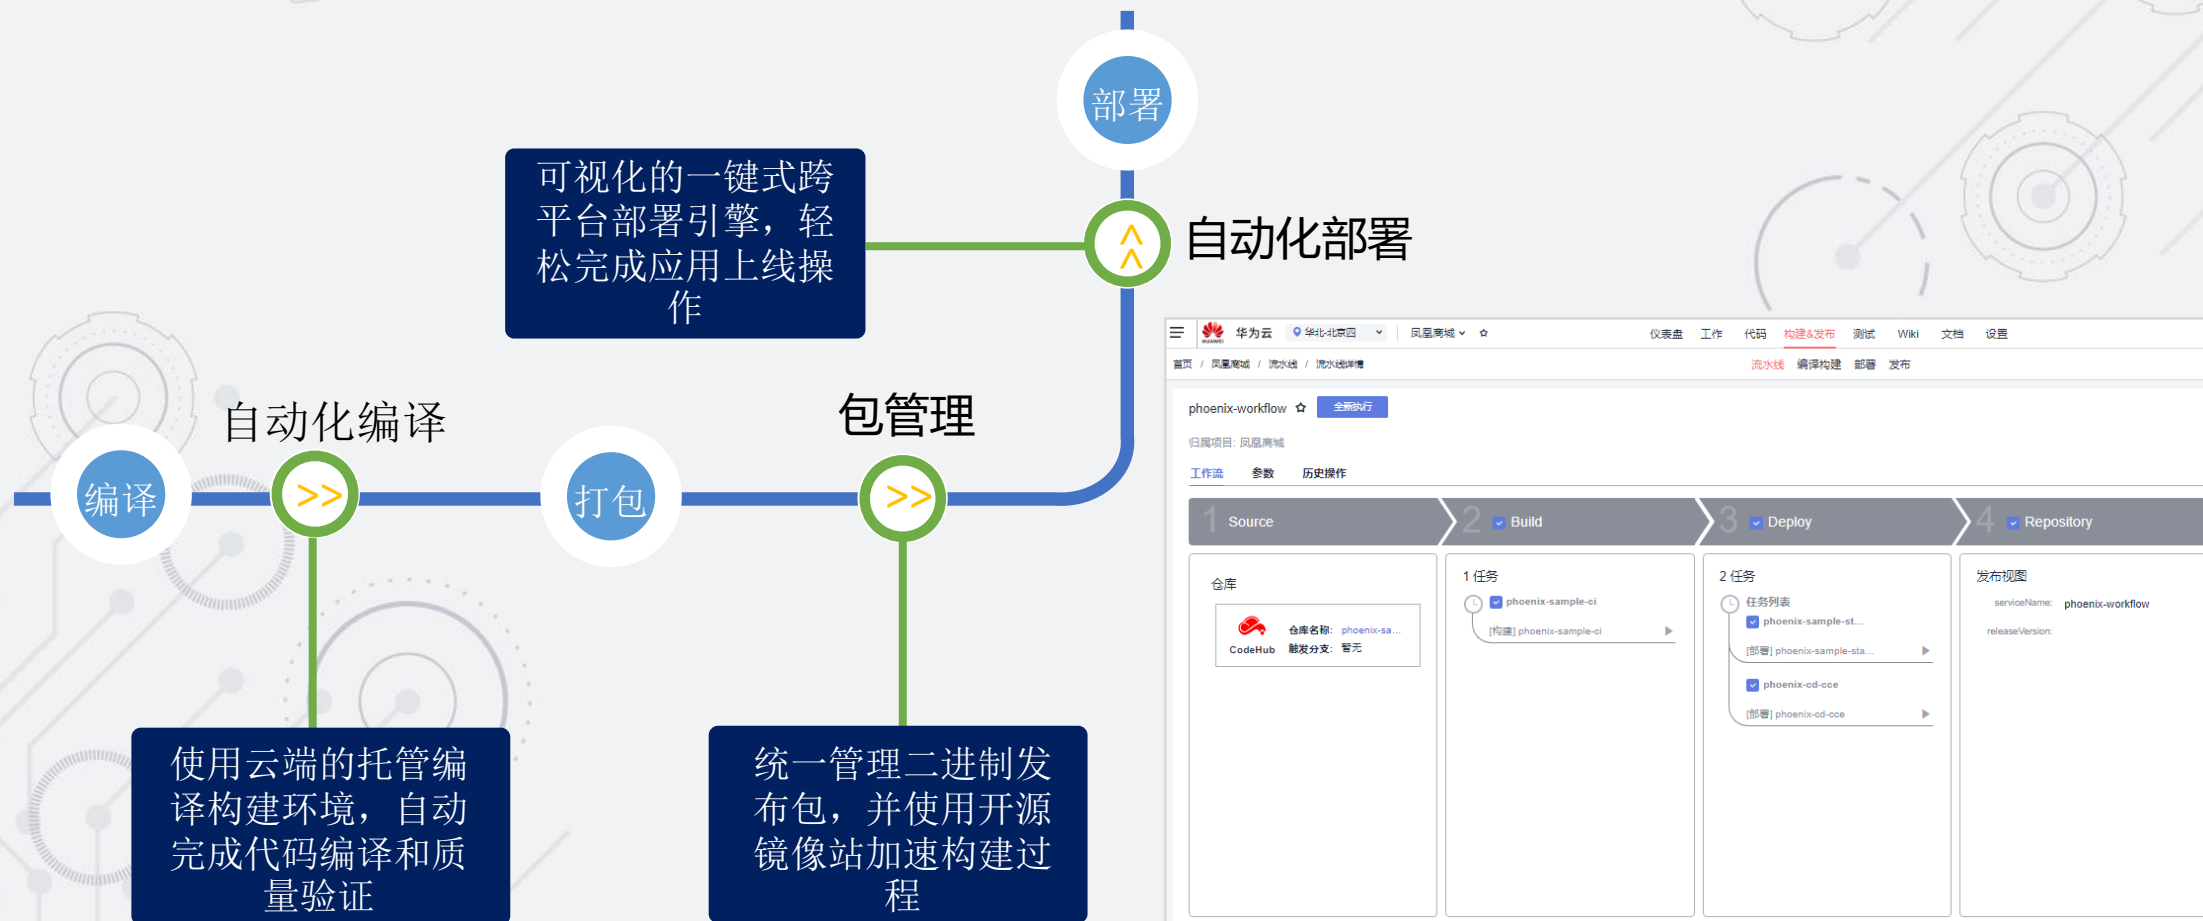 部署
可视化的一键式跨
平台部署引擎，轻
松完成应用上线操
作
自动化部署
自动化编译
包管理
编译
>>
打包
>>
使用云端的托管编
译构建环境，自动
完成代码编译和质
量验证
统一管理二进制发
布包，并使用开源
镜像站加速构建过
程
HUAWEI 华为云 华北-北京四 凤凰商城
仪表盘 工作 代码 构建&发布 测试 Wiki 文档 设置
首页 / 凤凰商城 / 流水线 / 流水线详情
流水线 编译构建 部署 发布
phoenix-workflow 全新执行
归属项目: 凤凰商城
工作流 参数 历史操作
1 Source
2 Build
3 Deploy
4 Repository
仓库
CodeHub
仓库名称: phoenix-sa...
触发分支: 暂无
1 任务
phoenix-sample-ci
[构建] phoenix-sample-ci
2 任务
任务列表
phoenix-sample-st...
[部署] phoenix-sample-sta...
phoenix-cd-cce
[部署] phoenix-cd-cce
发布视图
serviceName: phoenix-workflow
releaseVersion: